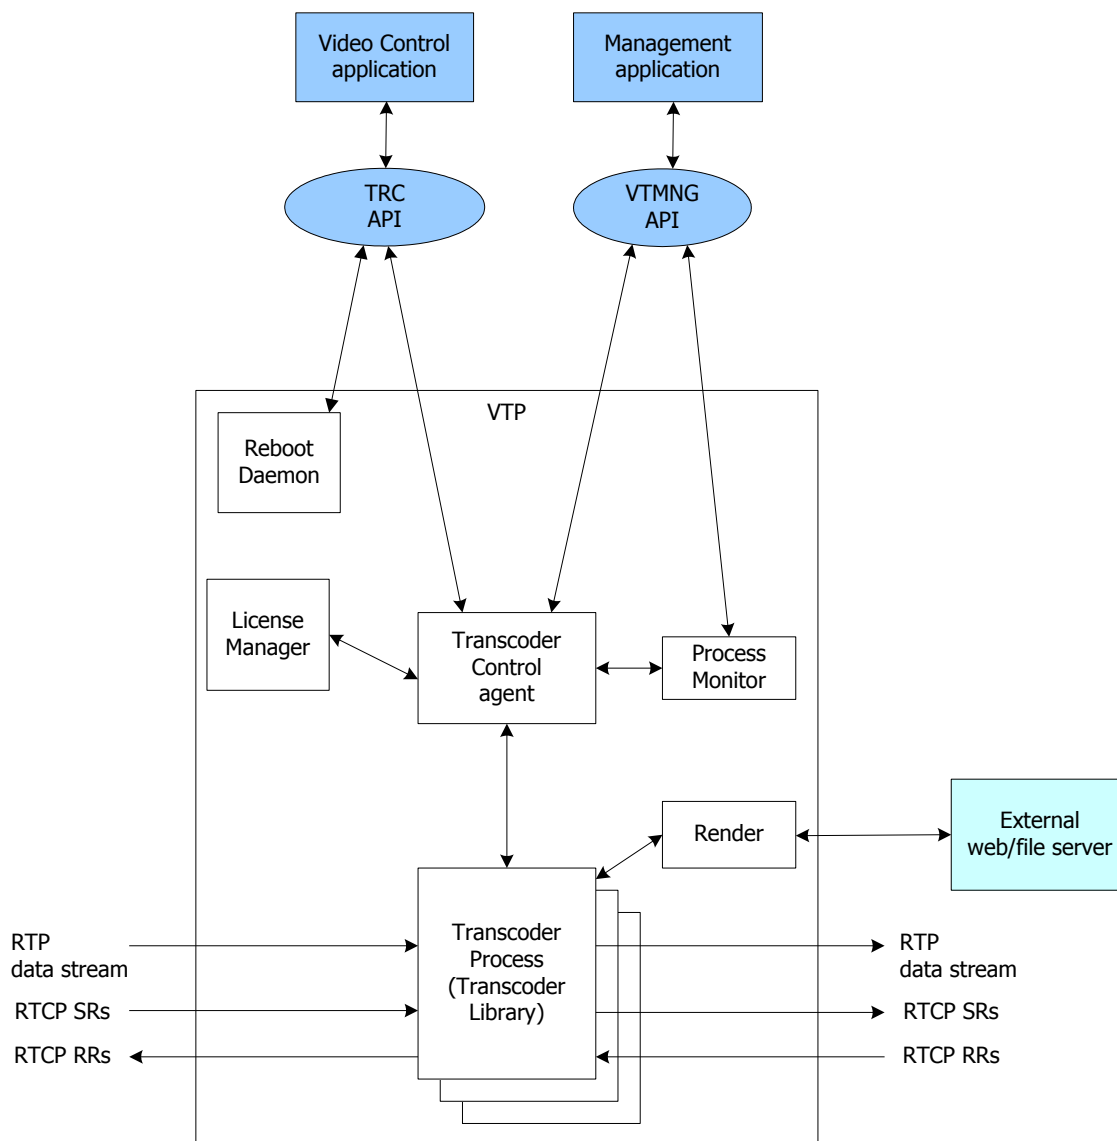 Video Control
application
Management
application
TRC
API
VTMNG
API
VTP
Reboot
Daemon
License
Manager
Transcoder
Control
agent
Process
Monitor
Render
External
web/file server
Transcoder
Process
(Transcoder
Library)
RTP
data stream
RTCP SRs
RTCP RRs
RTP
data stream
RTCP SRs
RTCP RRs